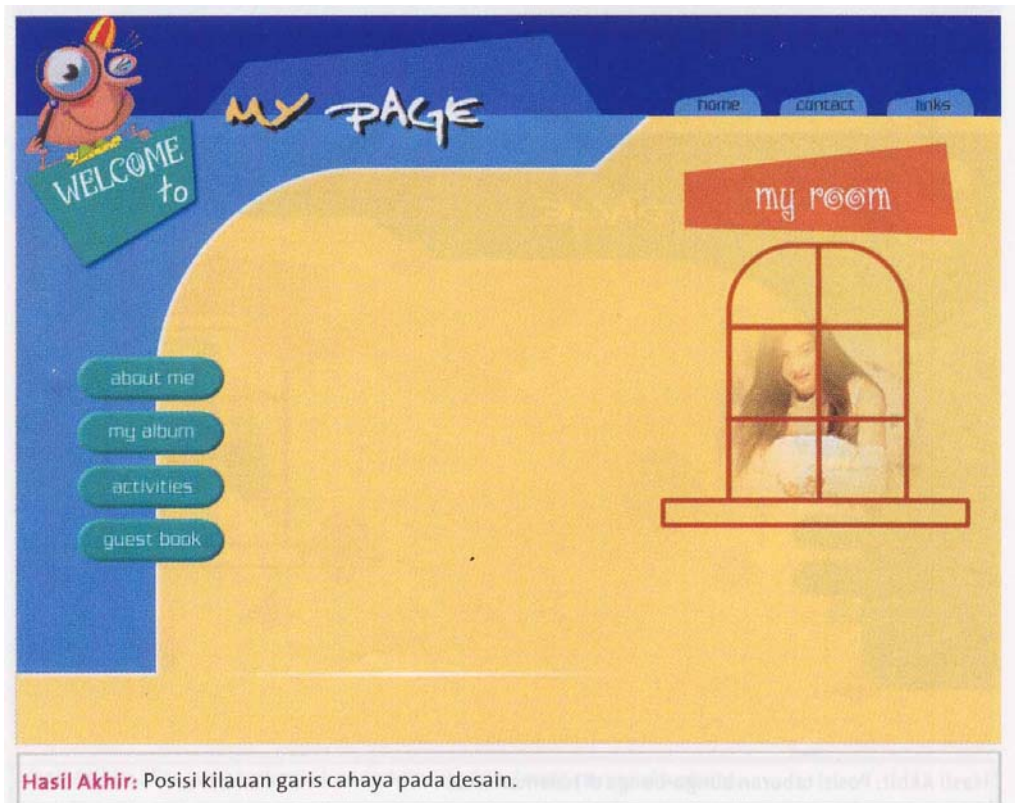 MY PAGE
home contact links
WELCOME
to
my room
about me
my album
activities
guest book
Hasil Akhir: Posisi kilauan garis cahaya pada desain.